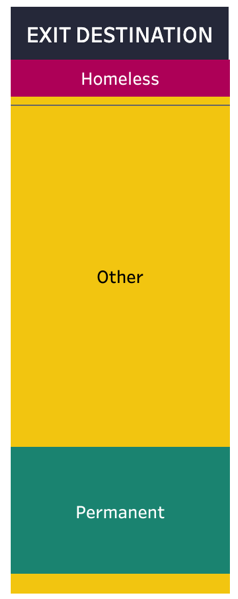 EXIT DESTINATION
Homeless
Other
Permanent